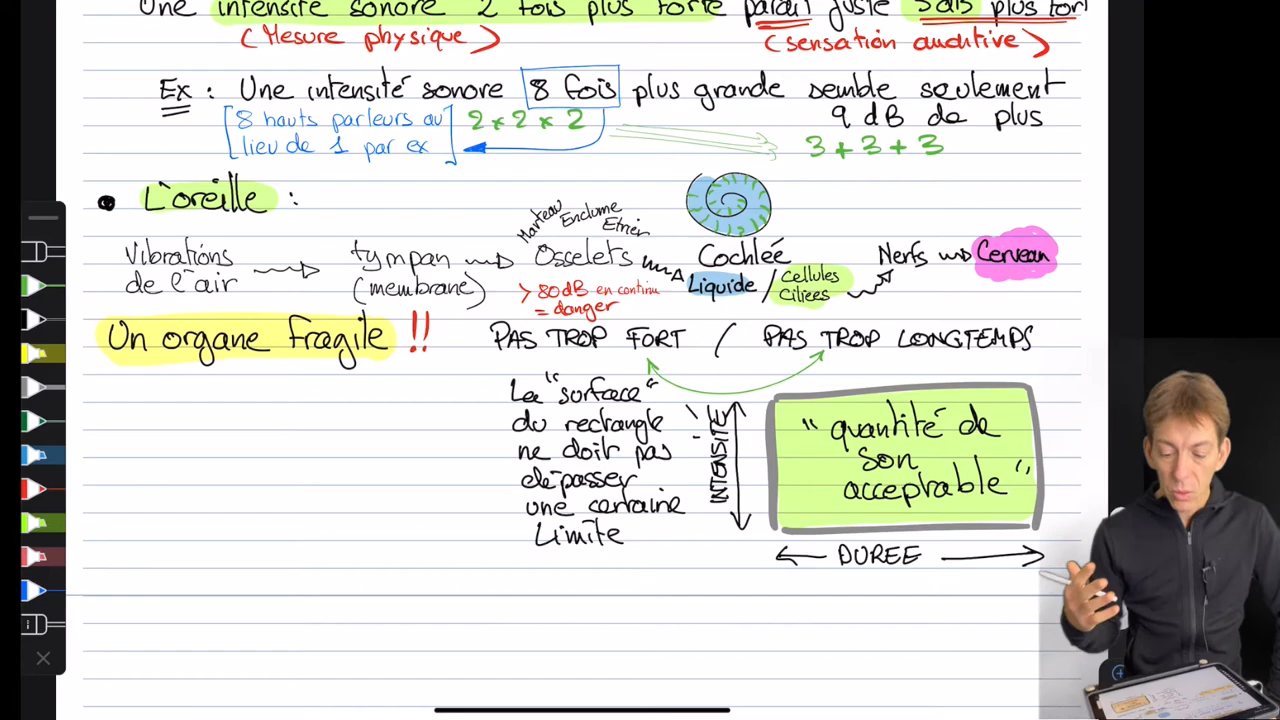 Une intensité sonore 2 fois plus forte paraît juste 3dB plus fort
(Mesure physique) (sensation auditive)
Ex : Une intensité sonore 8 fois plus grande semble seulement
9 dB de plus
[8 hauts parleurs au 2 × 2 × 2
lieu de 1 par ex] 3 + 3 + 3
• L'oreille :
Marteau Enclume Etrier
Vibrations tympan Osselets Cochlée Nerfs Cerveau
de l'air (membrane) Liquide / Cellules Ciliées
> 80 dB en continu
= danger
Un organe fragile !! PAS TROP FORT / PAS TROP LONGTEMPS
La "surface"
du rectangle
ne doit pas
dépasser
une certaine
Limite
INTENSITÉ
"quantité de
son
acceptable"
DUREE